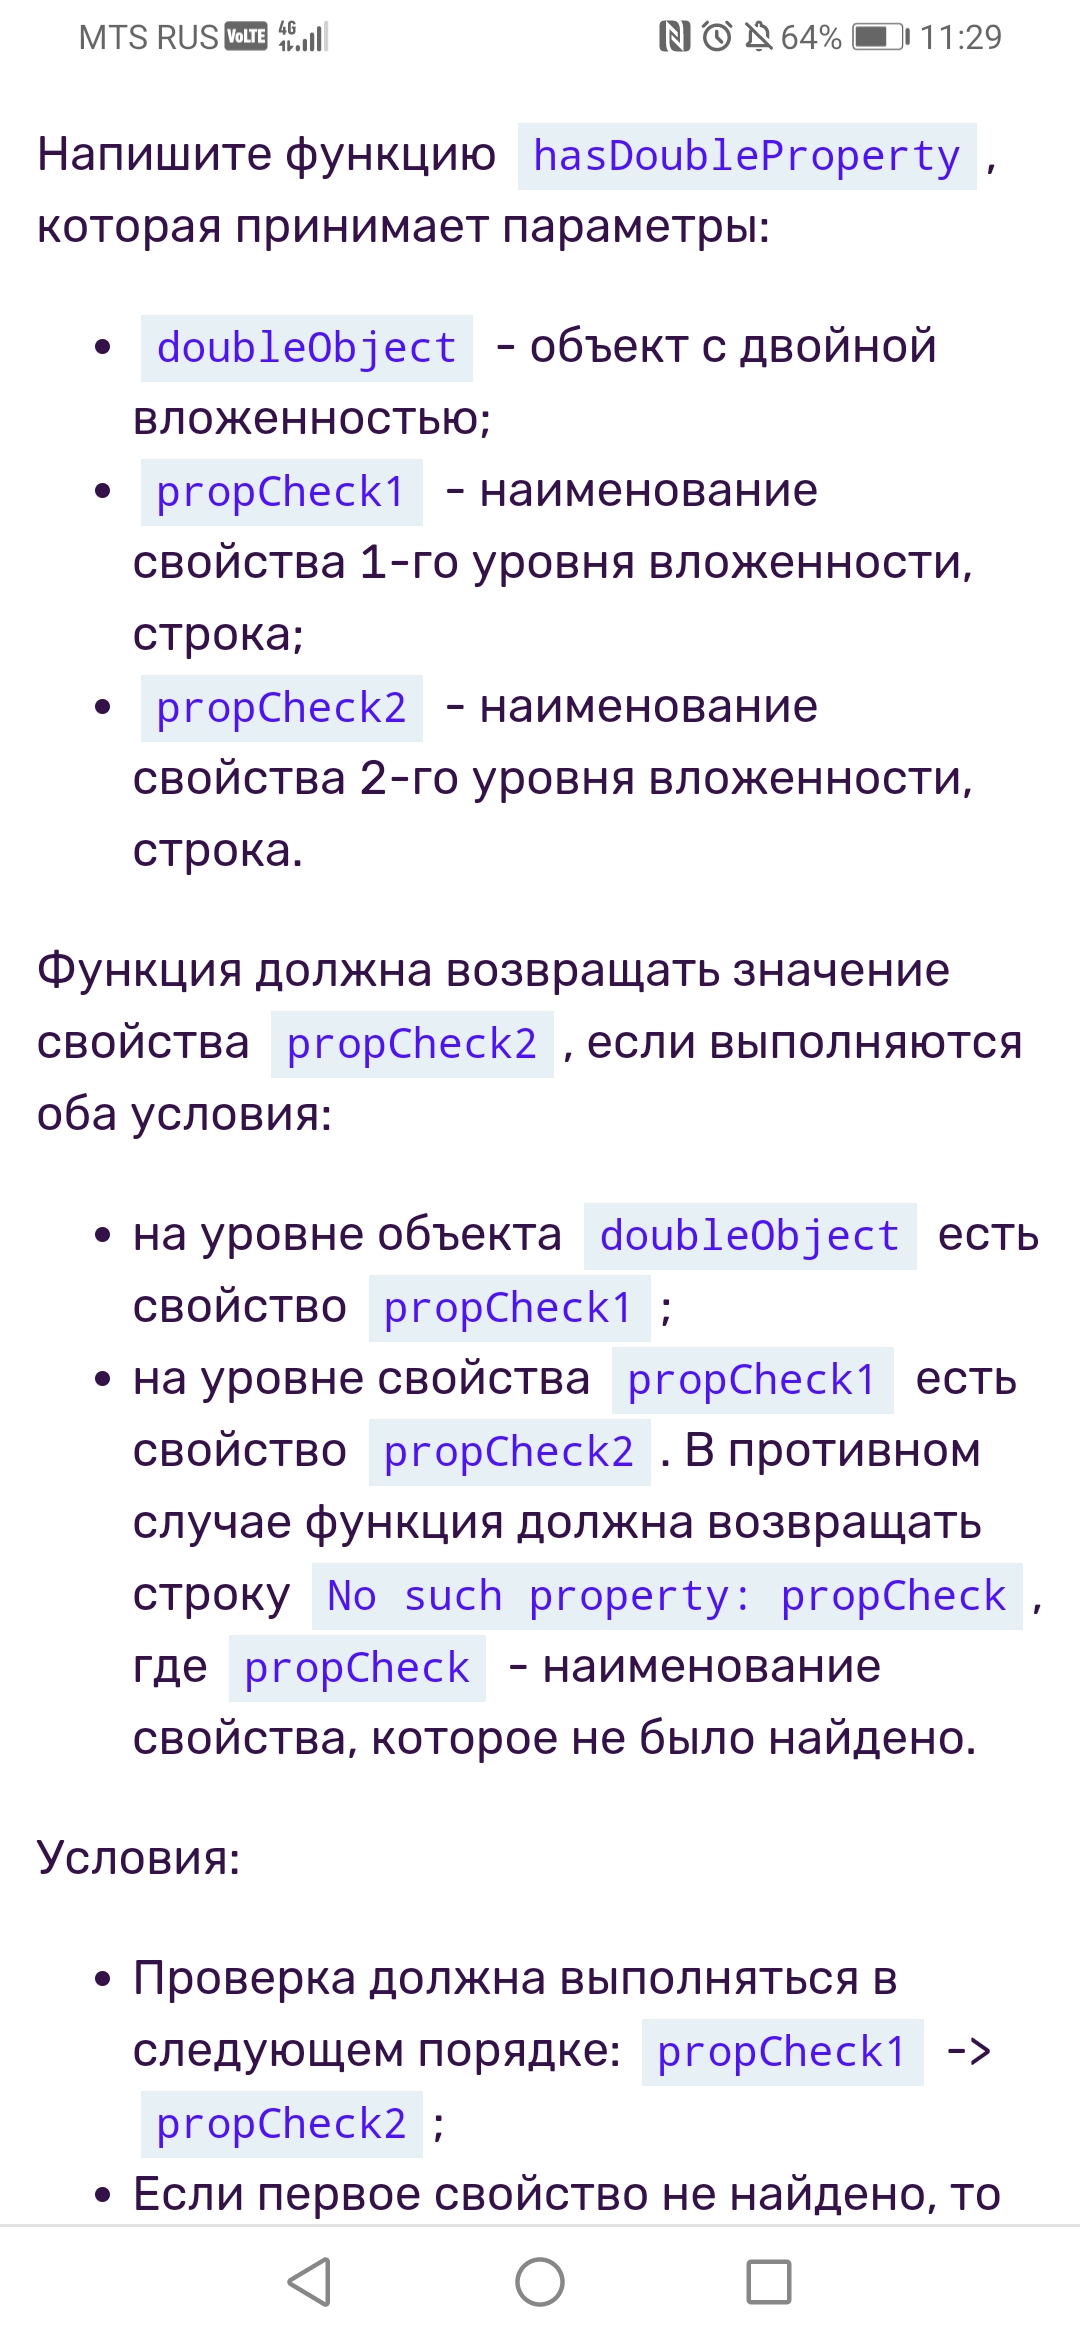 MTS RUS VoLTE 4G 64% 11:29
Напишите функцию hasDoubleProperty ,
которая принимает параметры:
• doubleObject - объект с двойной
вложенностью;
• propCheck1 - наименование
свойства 1-го уровня вложенности,
строка;
• propCheck2 - наименование
свойства 2-го уровня вложенности,
строка.
Функция должна возвращать значение
свойства propCheck2 , если выполняются
оба условия:
• на уровне объекта doubleObject есть
свойство propCheck1 ;
• на уровне свойства propCheck1 есть
свойство propCheck2 . В противном
случае функция должна возвращать
строку No such property: propCheck ,
где propCheck - наименование
свойства, которое не было найдено.
Условия:
• Проверка должна выполняться в
следующем порядке: propCheck1 ->
propCheck2 ;
• Если первое свойство не найдено, то